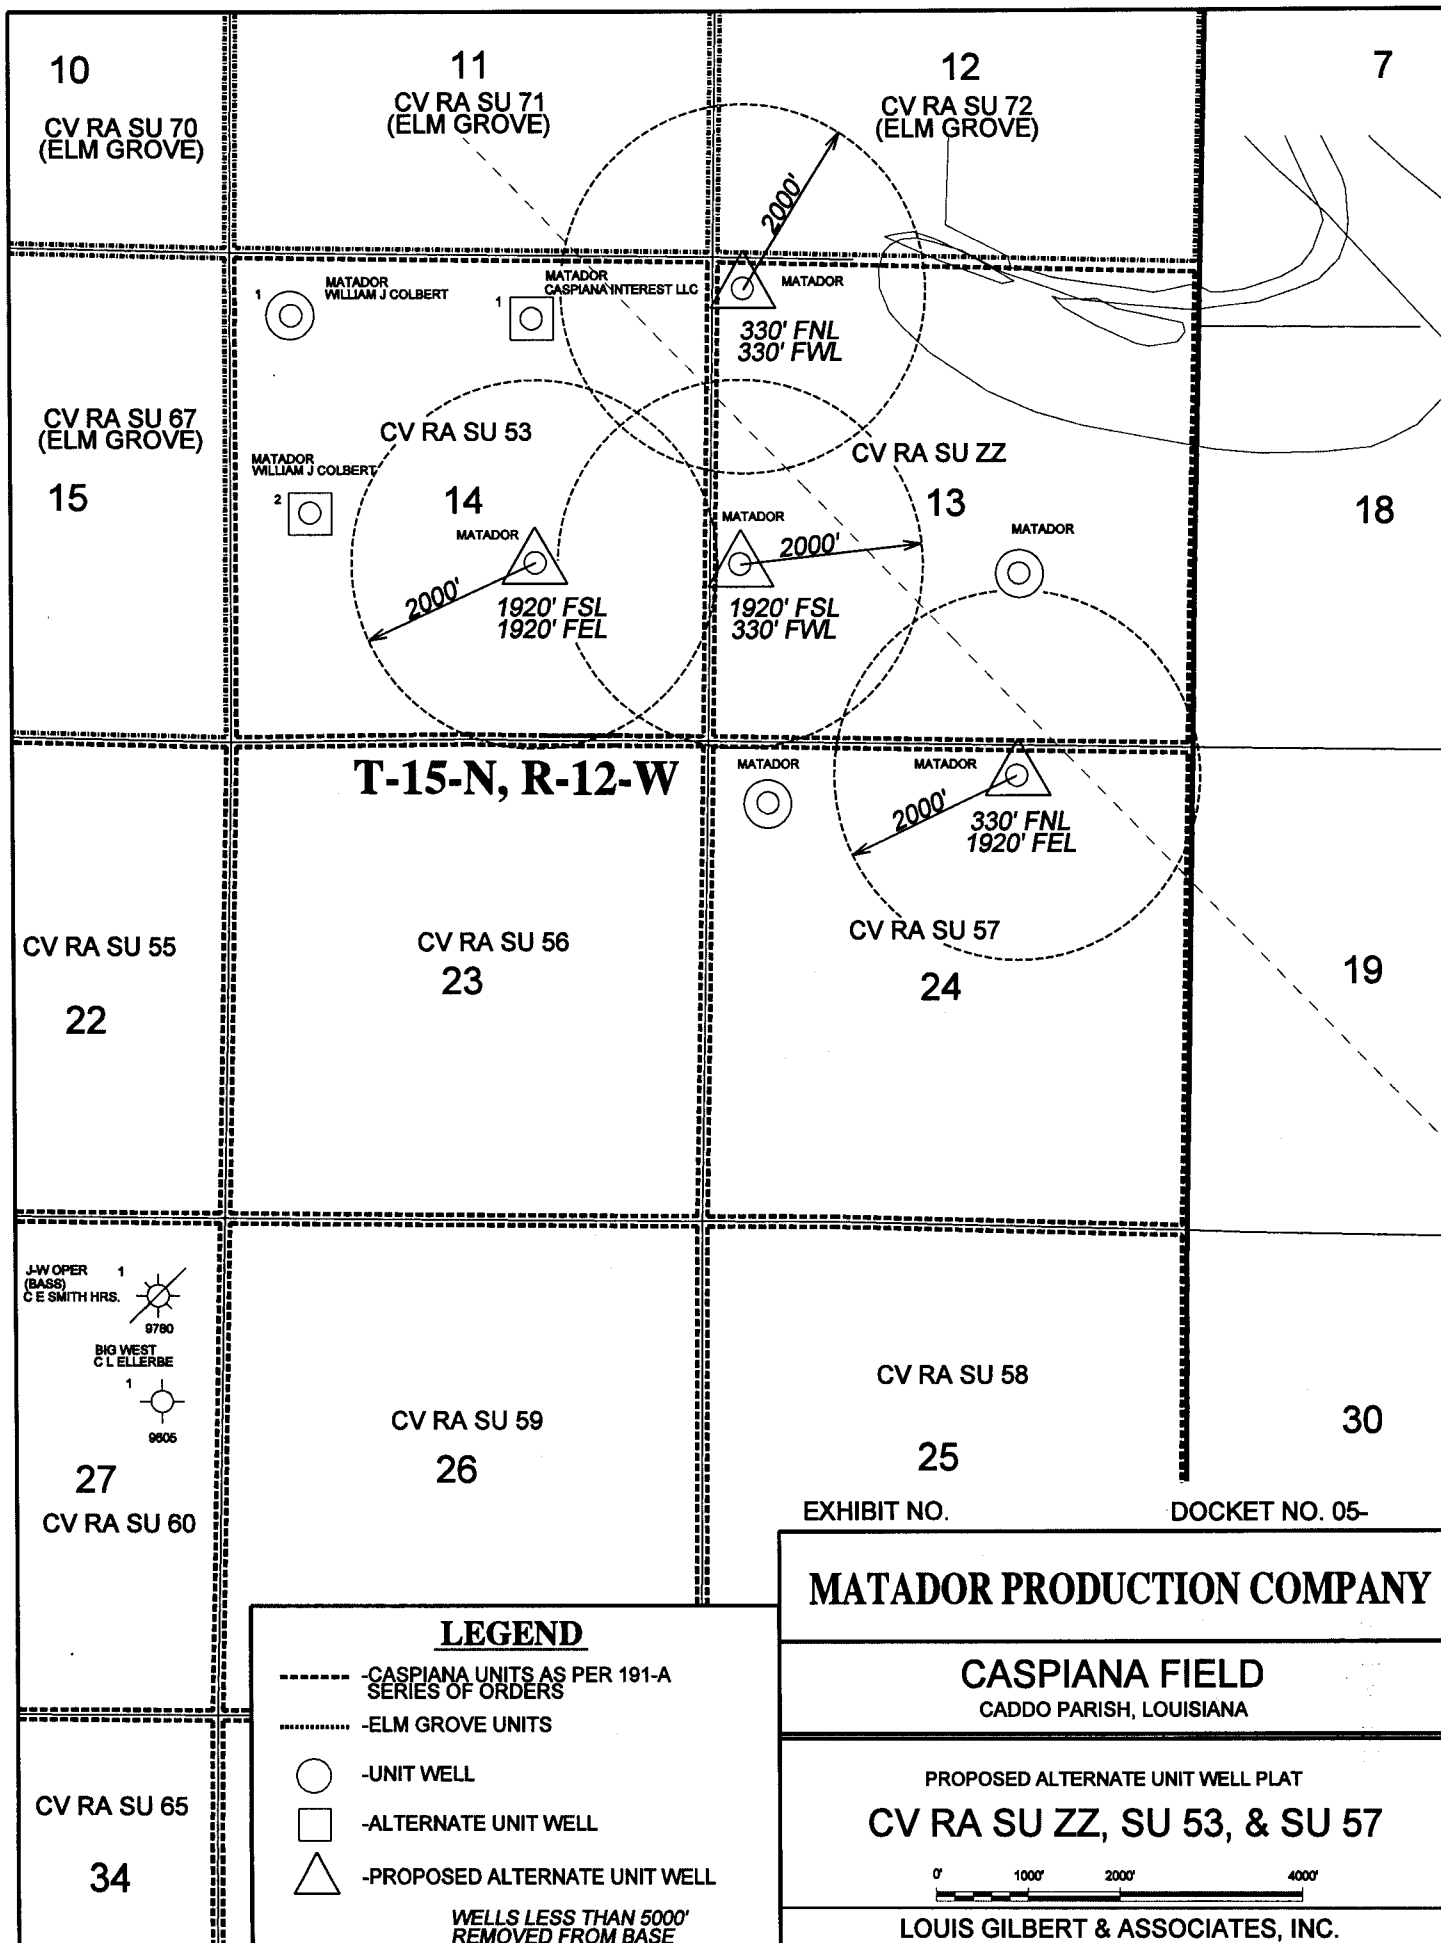 10
11
12
7
CV RA SU 70
(ELM GROVE)
CV RA SU 71
(ELM GROVE)
CV RA SU 72
(ELM GROVE)
2000'
1
MATADOR
WILLIAM J COLBERT
1
MATADOR
CASPIANA INTEREST LLC
MATADOR
330' FNL
330' FWL
CV RA SU 67
(ELM GROVE)
15
CV RA SU 53
14
MATADOR
WILLIAM J COLBERT
2
MATADOR
2000'
1920' FSL
1920' FEL
CV RA SU ZZ
13
MATADOR
2000'
1920' FSL
330' FWL
MATADOR
18
T-15-N, R-12-W
MATADOR
MATADOR
2000'
330' FNL
1920' FEL
CV RA SU 55
22
CV RA SU 56
23
CV RA SU 57
24
19
J-W OPER
(BASS)
C E SMITH HRS.
1
9780
BIG WEST
C L ELLERBE
1
9605
27
CV RA SU 60
CV RA SU 59
26
CV RA SU 58
25
30
EXHIBIT NO.
DOCKET NO. 05-
MATADOR PRODUCTION COMPANY
CASPIANA FIELD
CADDO PARISH, LOUISIANA
PROPOSED ALTERNATE UNIT WELL PLAT
CV RA SU ZZ, SU 53, & SU 57
0' 1000' 2000' 4000'
LOUIS GILBERT & ASSOCIATES, INC.
LEGEND
-CASPIANA UNITS AS PER 191-A
SERIES OF ORDERS
-ELM GROVE UNITS
-UNIT WELL
-ALTERNATE UNIT WELL
-PROPOSED ALTERNATE UNIT WELL
WELLS LESS THAN 5000'
REMOVED FROM BASE
CV RA SU 65
34